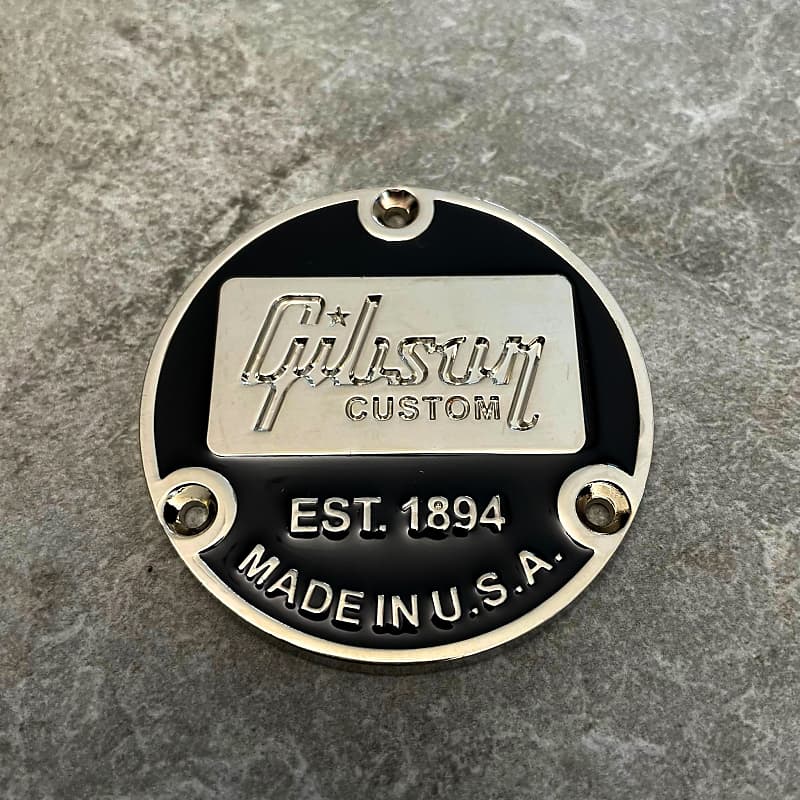 Gibson
CUSTOM
EST. 1894
MADE IN U.S.A.